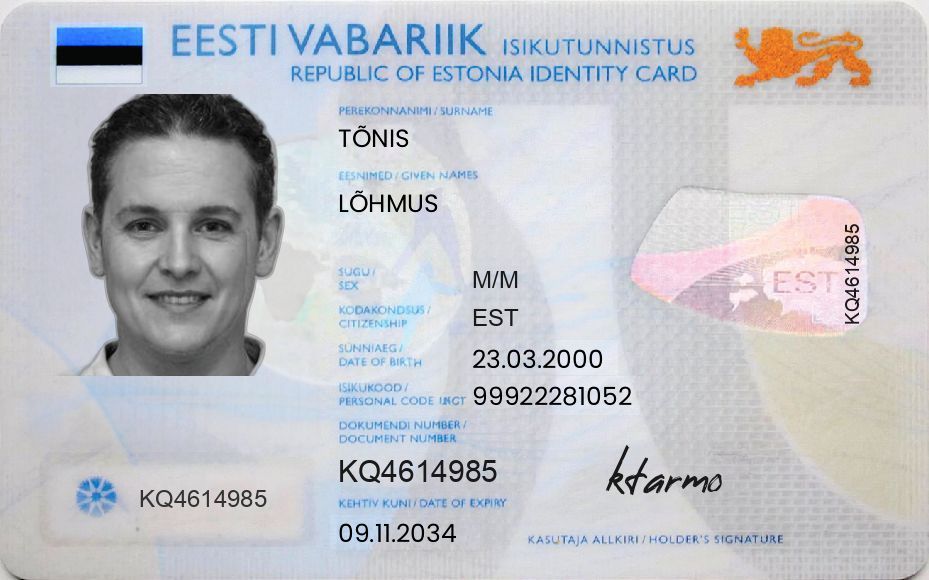 EESTI VABARIIK ISIKUTUNNISTUS
REPUBLIC OF ESTONIA IDENTITY CARD
PEREKONNANIMI / SURNAME
TÕNIS
EESNIMED / GIVEN NAMES
LÕHMUS
SUGU /
SEX
M/M
KODAKONDSUS /
CITIZENSHIP
EST
SÜNNIAEG /
DATE OF BIRTH
23.03.2000
ISIKUKOOD /
PERSONAL CODE
99922281052
DOKUMENDI NUMBER /
DOCUMENT NUMBER
KQ4614985
KEHTIV KUNI / DATE OF EXPIRY
09.11.2034
KQ4614985
EST
KQ4614985
ktarmo
KASUTAJA ALLKIRI / HOLDER'S SIGNATURE